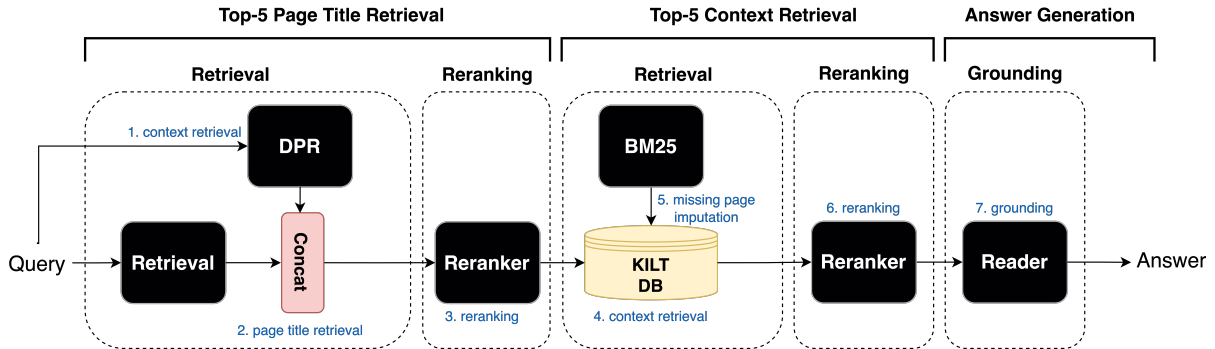 Top-5 Page Title Retrieval
Top-5 Context Retrieval
Answer Generation
Retrieval
Reranking
Retrieval
Reranking
Grounding
1. context retrieval
DPR
BM25
5. missing page
imputation
6. reranking
7. grounding
Query
Retrieval
Concat
Reranker
KILT
DB
Reranker
Reader
Answer
2. page title retrieval
3. reranking
4. context retrieval